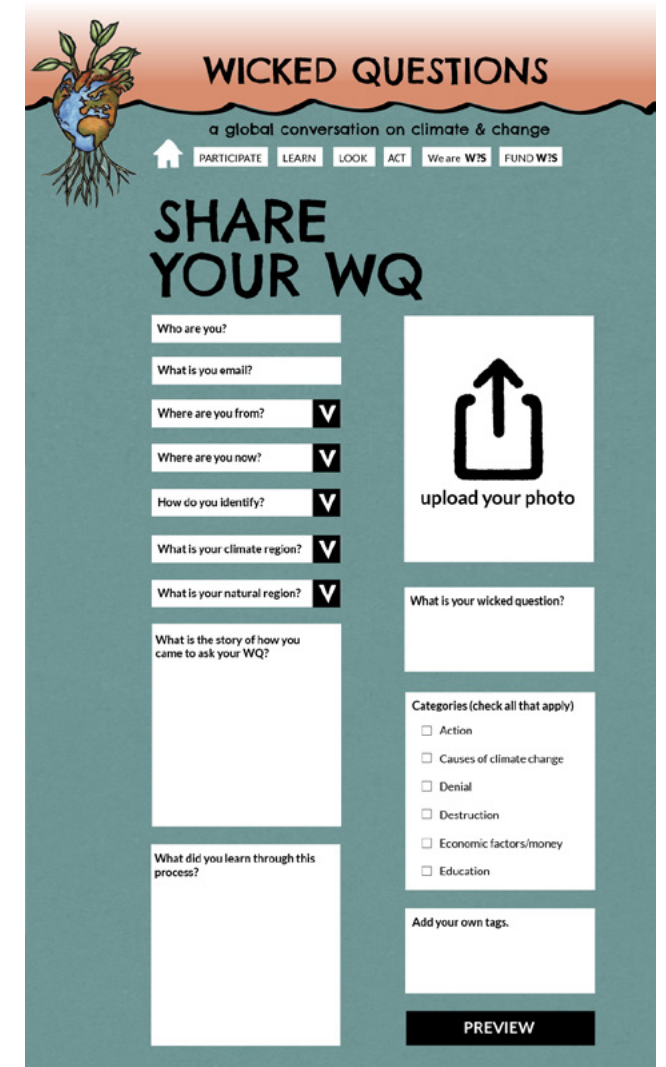 WICKED QUESTIONS
a global conversation on climate & change
PARTICIPATE LEARN LOOK ACT We are W?S FUND W?S
SHARE
YOUR WQ
Who are you?
What is you email?
Where are you from? V
Where are you now? V
How do you identify? V
What is your climate region? V
What is your natural region? V
What is the story of how you
came to ask your WQ?
What did you learn through this
process?
upload your photo
What is your wicked question?
Categories (check all that apply)
Action
Causes of climate change
Denial
Destruction
Economic factors/money
Education
Add your own tags.
PREVIEW